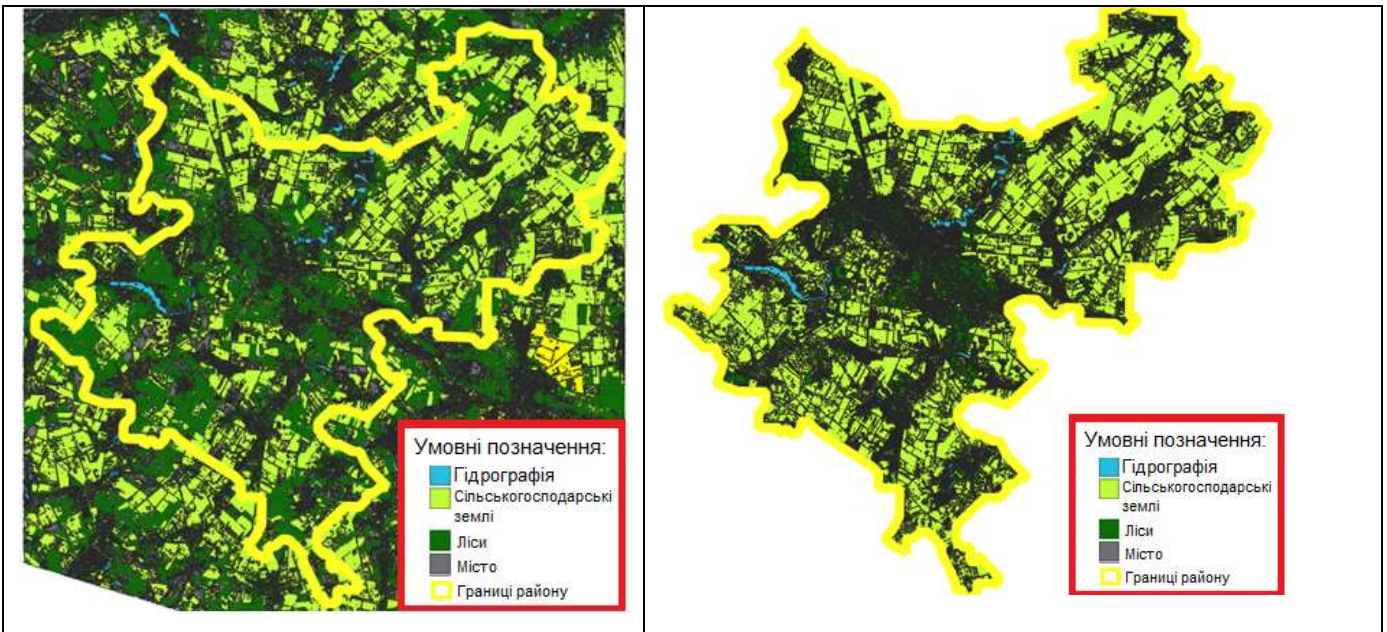 Умовні позначення:
Гідрографія
Сільськогосподарські
землі
Ліси
Місто
Границі району
Умовні позначення:
Гідрографія
Сільськогосподарські
землі
Ліси
Місто
Границі району